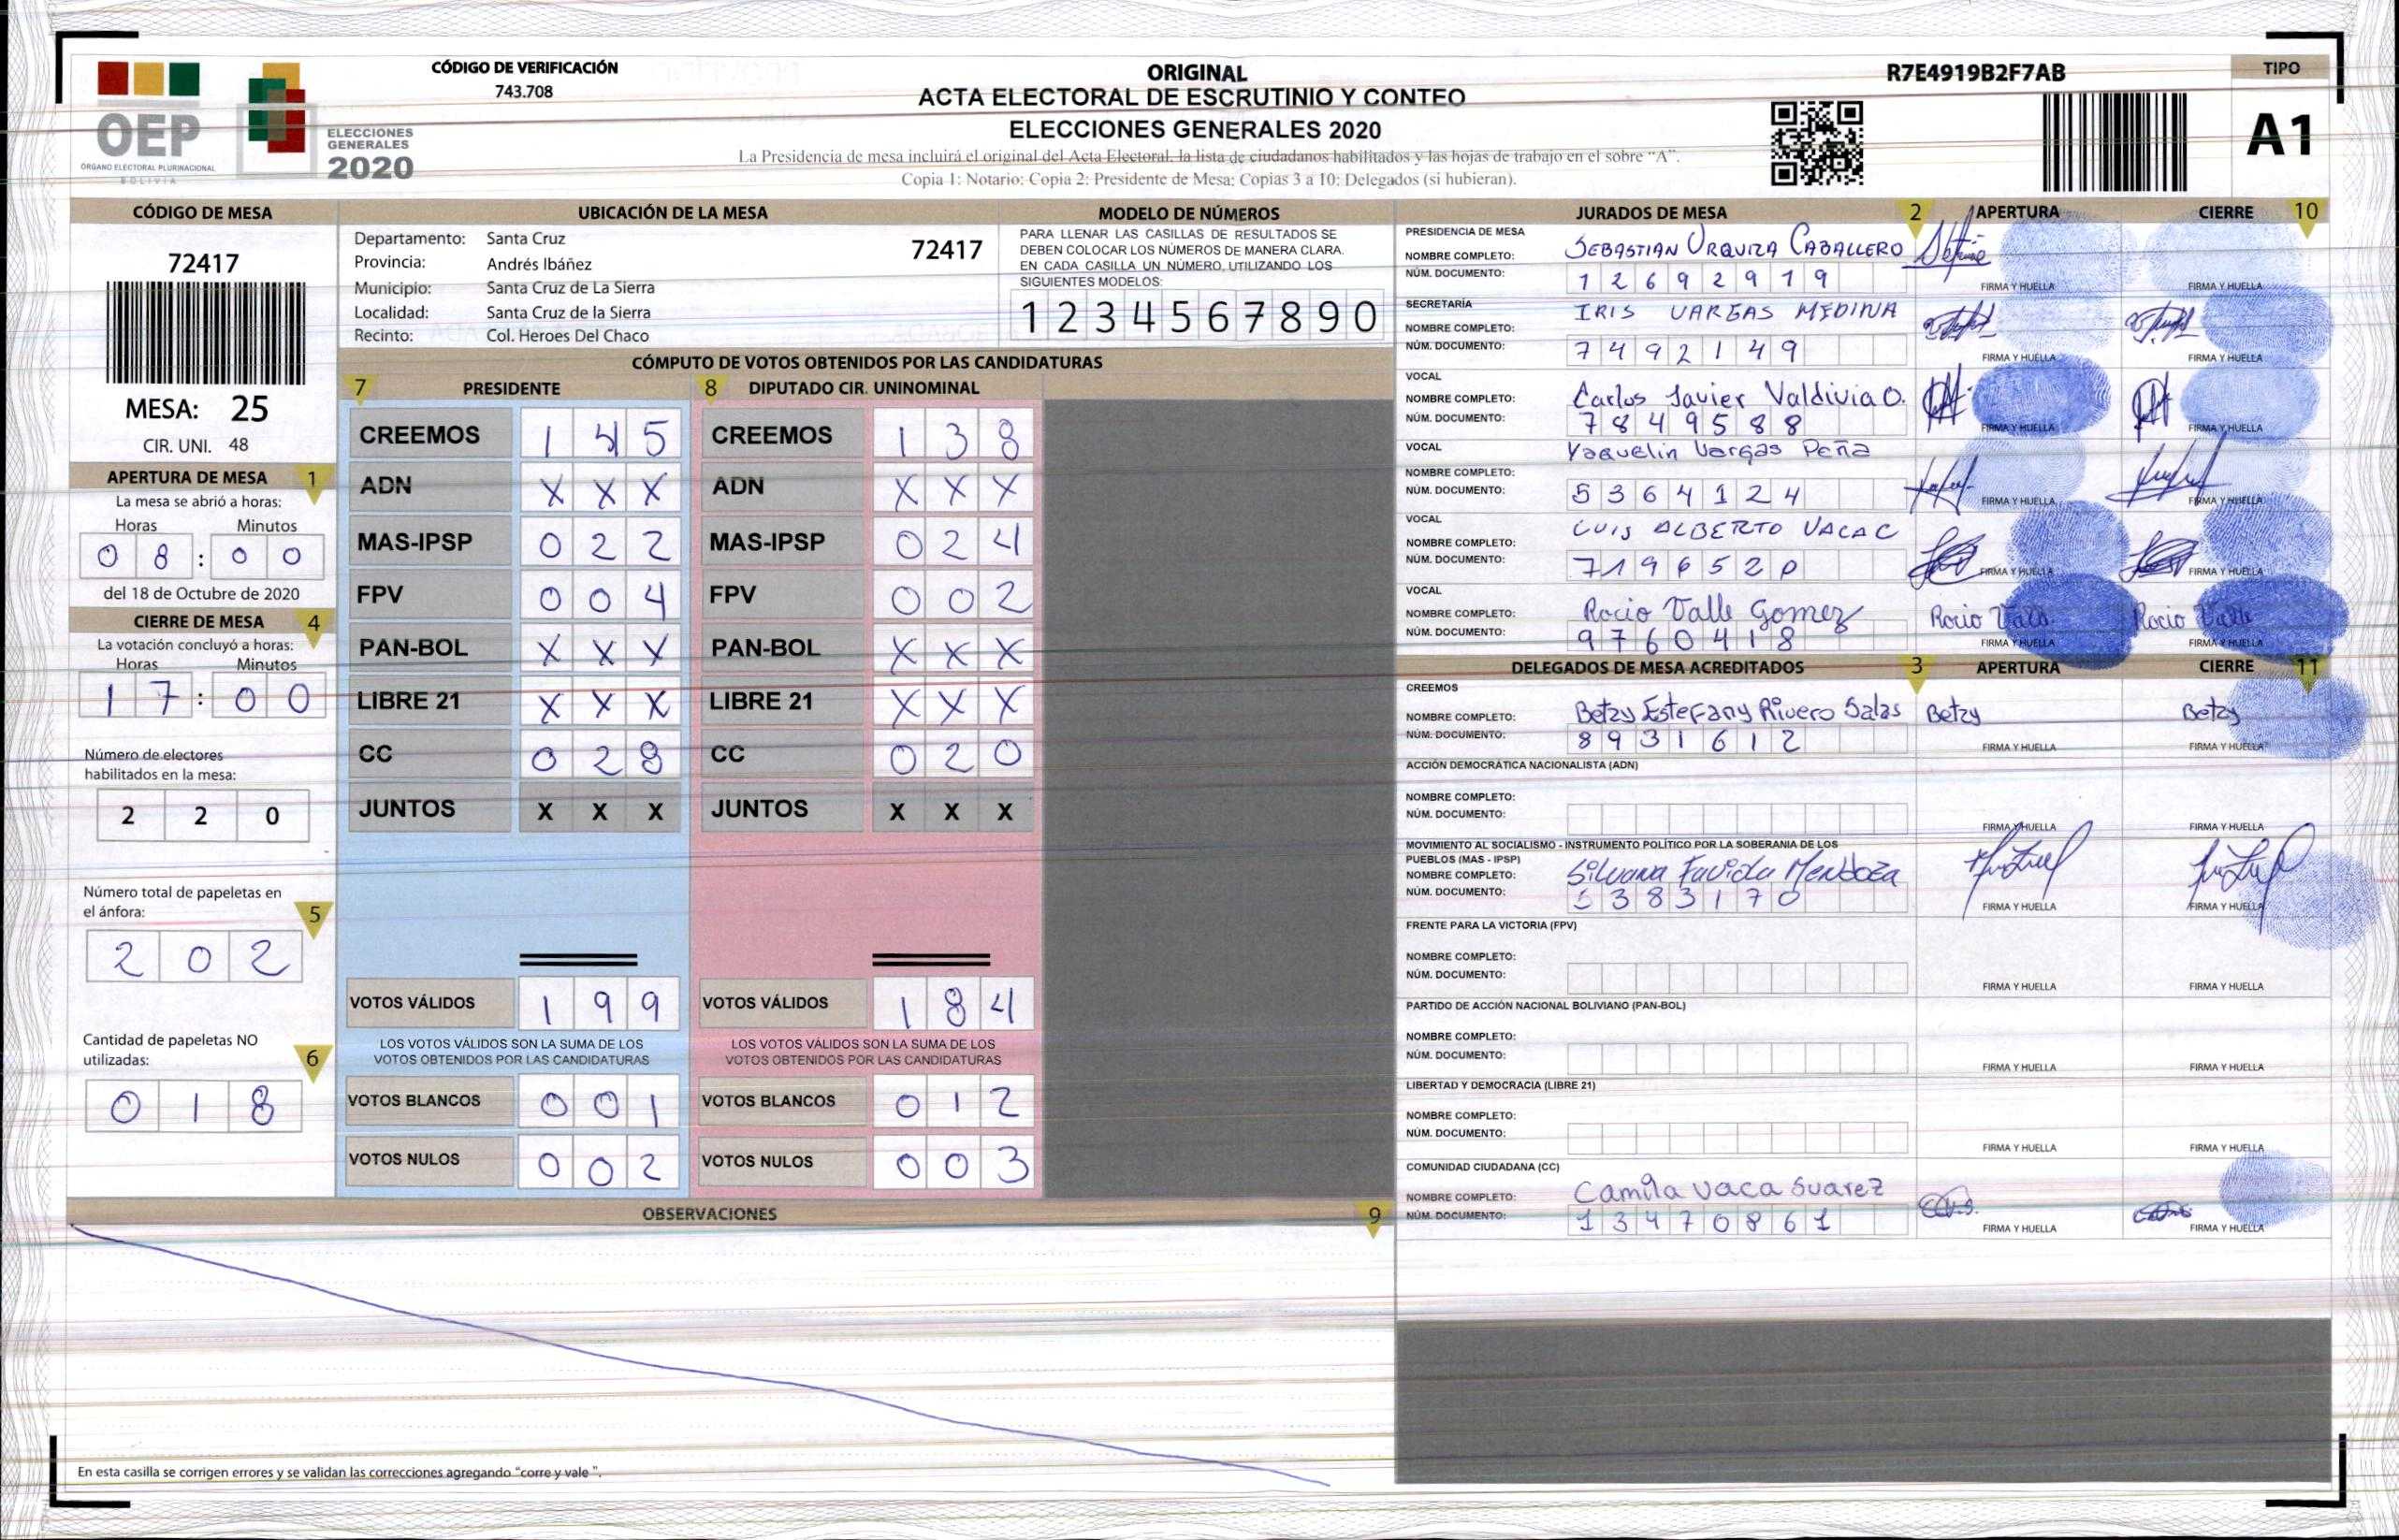 CÓDIGO DE VERIFICACIÓN
743.708
OEP
ÓRGANO ELECTORAL PLURINACIONAL
BOLIVIA
ELECCIONES
GENERALES
2020
ORIGINAL
ACTA ELECTORAL DE ESCRUTINIO Y CONTEO
ELECCIONES GENERALES 2020
La Presidencia de mesa incluirá el original del Acta Electoral, la lista de ciudadanos habilitados y las hojas de trabajo en el sobre "A".
Copia 1: Notario: Copia 2: Presidente de Mesa: Copias 3 a 10: Delegados (si hubieran).
R7E4919B2F7AB
TIPO
A1
CÓDIGO DE MESA
72417
MESA: 25
CIR. UNI. 48
APERTURA DE MESA 1
La mesa se abrió a horas:
Horas Minutos
0 8 : 0 0
del 18 de Octubre de 2020
CIERRE DE MESA 4
La votación concluyó a horas:
Horas Minutos
1 7 : 0 0
Número de electores
habilitados en la mesa:
2 2 0
Número total de papeletas en
el ánfora: 5
2 0 2
Cantidad de papeletas NO
utilizadas: 6
0 1 8
UBICACIÓN DE LA MESA
Departamento: Santa Cruz 72417
Provincia: Andrés Ibáñez
Municipio: Santa Cruz de La Sierra
Localidad: Santa Cruz de la Sierra
Recinto: Col. Heroes Del Chaco
MODELO DE NÚMEROS
PARA LLENAR LAS CASILLAS DE RESULTADOS SE
DEBEN COLOCAR LOS NÚMEROS DE MANERA CLARA.
EN CADA CASILLA UN NÚMERO, UTILIZANDO LOS
SIGUIENTES MODELOS:
1 2 3 4 5 6 7 8 9 0
CÓMPUTO DE VOTOS OBTENIDOS POR LAS CANDIDATURAS
7 PRESIDENTE 8 DIPUTADO CIR. UNINOMINAL
CREEMOS 1 4 5 CREEMOS 1 3 8
ADN X X X ADN X X X
MAS-IPSP 0 2 2 MAS-IPSP 0 2 4
FPV 0 0 4 FPV 0 0 2
PAN-BOL X X X PAN-BOL X X X
LIBRE 21 X X X LIBRE 21 X X X
CC 0 2 8 CC 0 2 0
JUNTOS X X X JUNTOS X X X
VOTOS VÁLIDOS 1 9 9 VOTOS VÁLIDOS 1 8 4
LOS VOTOS VÁLIDOS SON LA SUMA DE LOS LOS VOTOS VÁLIDOS SON LA SUMA DE LOS
VOTOS OBTENIDOS POR LAS CANDIDATURAS VOTOS OBTENIDOS POR LAS CANDIDATURAS
VOTOS BLANCOS 0 0 1 VOTOS BLANCOS 0 1 2
VOTOS NULOS 0 0 2 VOTOS NULOS 0 0 3
OBSERVACIONES 9
En esta casilla se corrigen errores y se validan las correcciones agregando "corre y vale ".
JURADOS DE MESA 2 APERTURA CIERRE 10
PRESIDENCIA DE MESA
NOMBRE COMPLETO: SEBASTIAN URQUIZA CABALLERO
NÚM. DOCUMENTO: 1 2 6 9 2 9 1 9 FIRMA Y HUELLA FIRMA Y HUELLA
SECRETARÍA
NOMBRE COMPLETO: IRIS VARGAS MEDINA
NÚM. DOCUMENTO: 7 4 9 2 1 4 9 FIRMA Y HUELLA FIRMA Y HUELLA
VOCAL
NOMBRE COMPLETO: Carlos Javier Valdivia O.
NÚM. DOCUMENTO: 7 8 4 9 5 8 8 FIRMA Y HUELLA FIRMA Y HUELLA
VOCAL
NOMBRE COMPLETO: Yaquelin Vargas Peña
NÚM. DOCUMENTO: 5 3 6 4 1 2 4 FIRMA Y HUELLA FIRMA Y HUELLA
VOCAL
NOMBRE COMPLETO: LUIS ALBERTO VACA C
NÚM. DOCUMENTO: 7 1 9 6 5 2 0 FIRMA Y HUELLA FIRMA Y HUELLA
VOCAL
NOMBRE COMPLETO: Rocio Valle Gomez Rocio Valle Rocio Valle
NÚM. DOCUMENTO: 9 7 6 0 4 1 8 FIRMA Y HUELLA FIRMA Y HUELLA
DELEGADOS DE MESA ACREDITADOS 3 APERTURA CIERRE 11
CREEMOS
NOMBRE COMPLETO: Betzy Estefany Rivero Salas Betzy Betzy
NÚM. DOCUMENTO: 8 9 3 1 6 1 2 FIRMA Y HUELLA FIRMA Y HUELLA
ACCIÓN DEMOCRÁTICA NACIONALISTA (ADN)
NOMBRE COMPLETO:
NÚM. DOCUMENTO: FIRMA Y HUELLA FIRMA Y HUELLA
MOVIMIENTO AL SOCIALISMO - INSTRUMENTO POLÍTICO POR LA SOBERANIA DE LOS
PUEBLOS (MAS - IPSP)
NOMBRE COMPLETO: Silvana Faviola Mendoza
NÚM. DOCUMENTO: 5 3 8 3 1 7 0 FIRMA Y HUELLA FIRMA Y HUELLA
FRENTE PARA LA VICTORIA (FPV)
NOMBRE COMPLETO:
NÚM. DOCUMENTO: FIRMA Y HUELLA FIRMA Y HUELLA
PARTIDO DE ACCIÓN NACIONAL BOLIVIANO (PAN-BOL)
NOMBRE COMPLETO:
NÚM. DOCUMENTO: FIRMA Y HUELLA FIRMA Y HUELLA
LIBERTAD Y DEMOCRACIA (LIBRE 21)
NOMBRE COMPLETO:
NÚM. DOCUMENTO: FIRMA Y HUELLA FIRMA Y HUELLA
COMUNIDAD CIUDADANA (CC)
NOMBRE COMPLETO: Camila Vaca Suarez
NÚM. DOCUMENTO: 1 3 4 7 0 8 6 1 FIRMA Y HUELLA FIRMA Y HUELLA